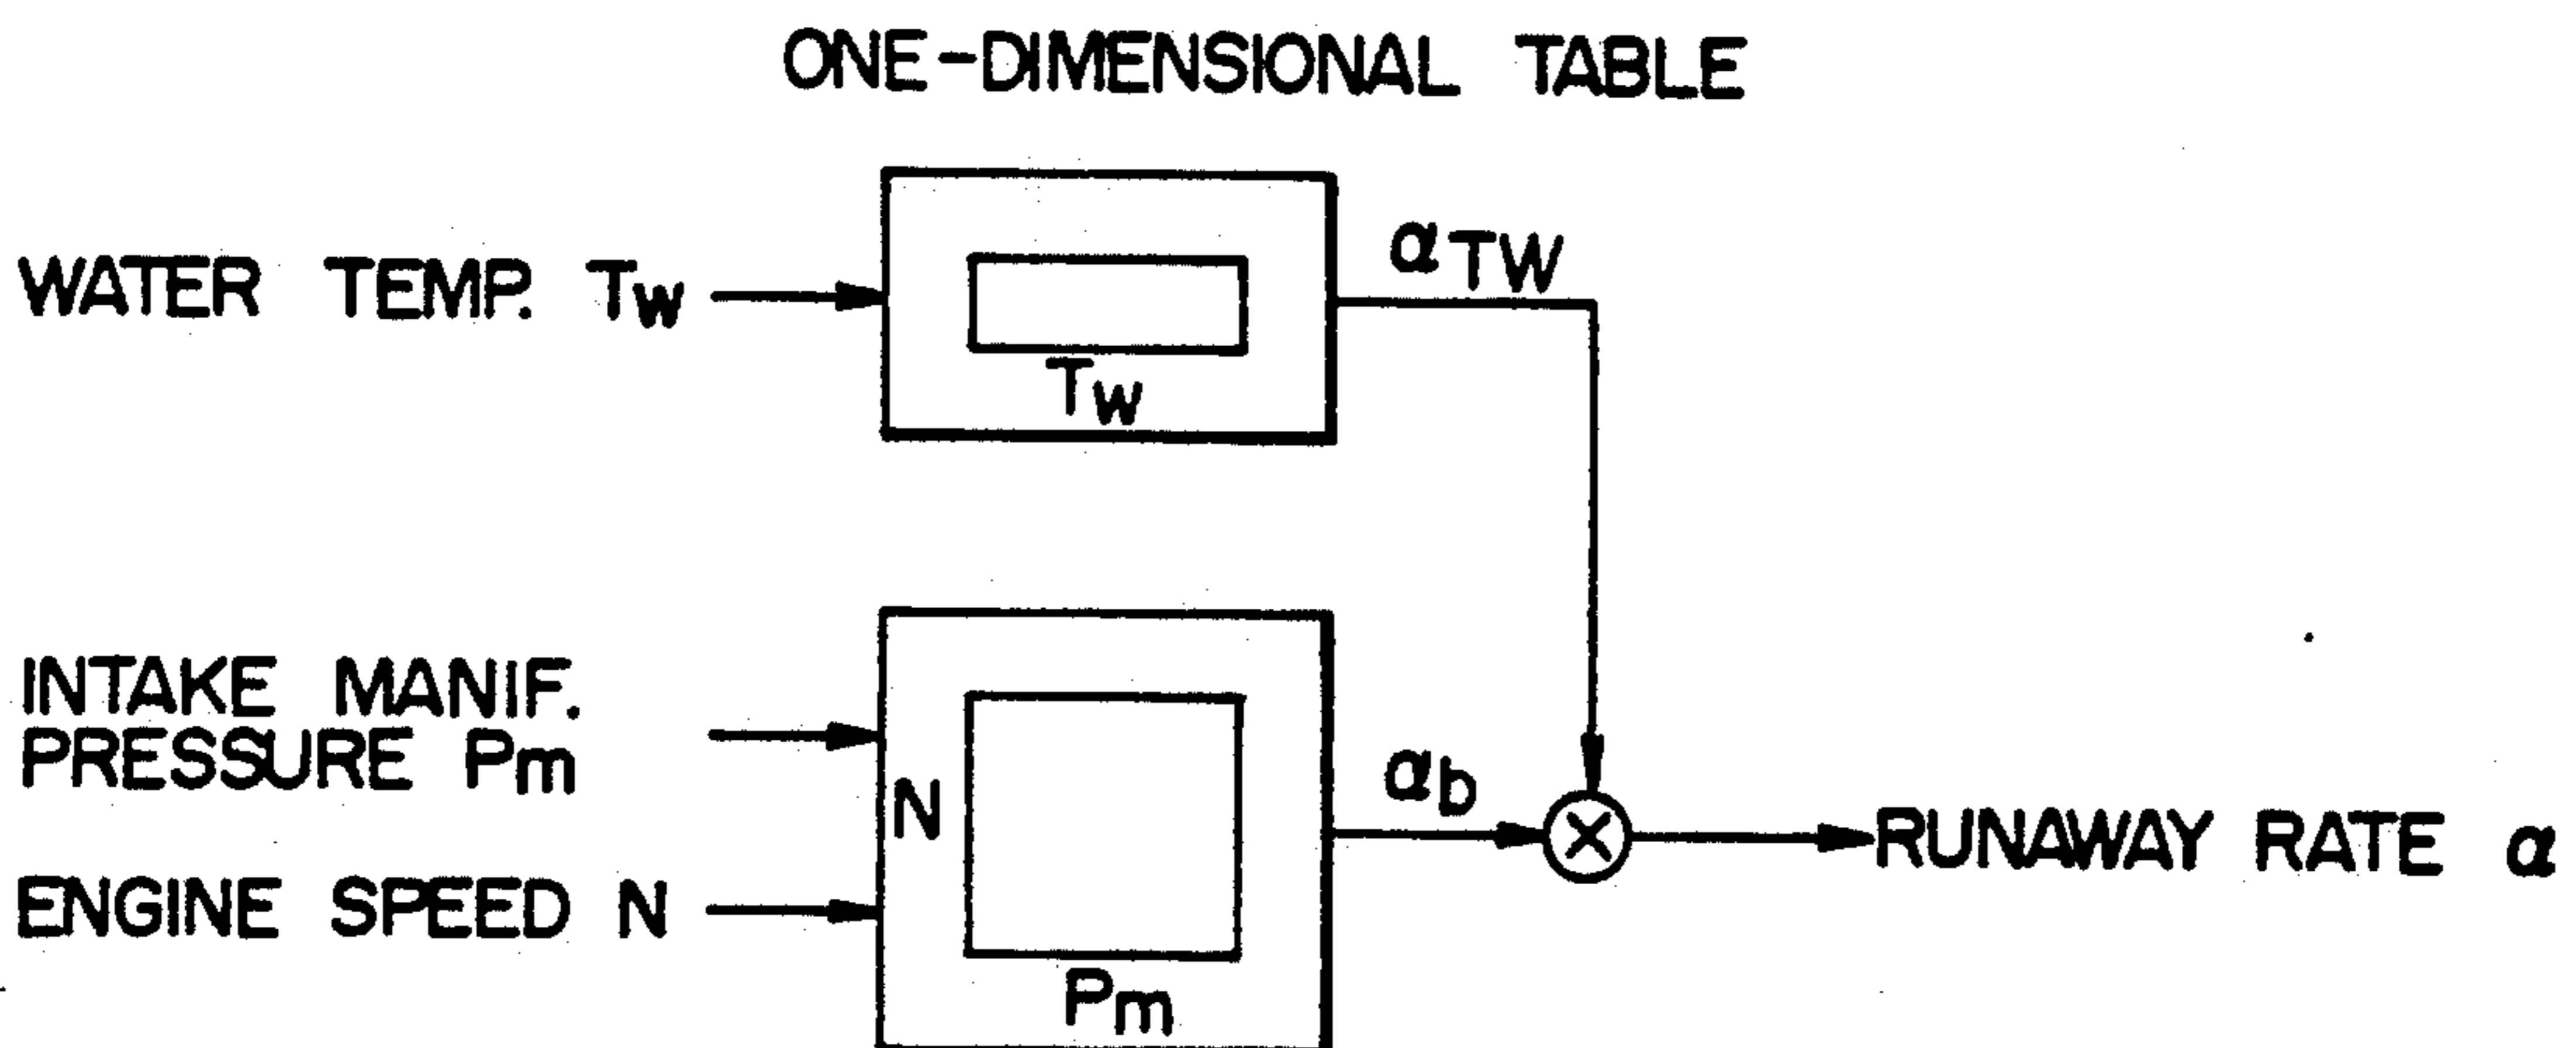 ONE-DIMENSIONAL TABLE
WATER TEMP. Tw
αTW
Tw
INTAKE MANIF.
PRESSURE Pm
N
αb
RUNAWAY RATE α
ENGINE SPEED N
Pm